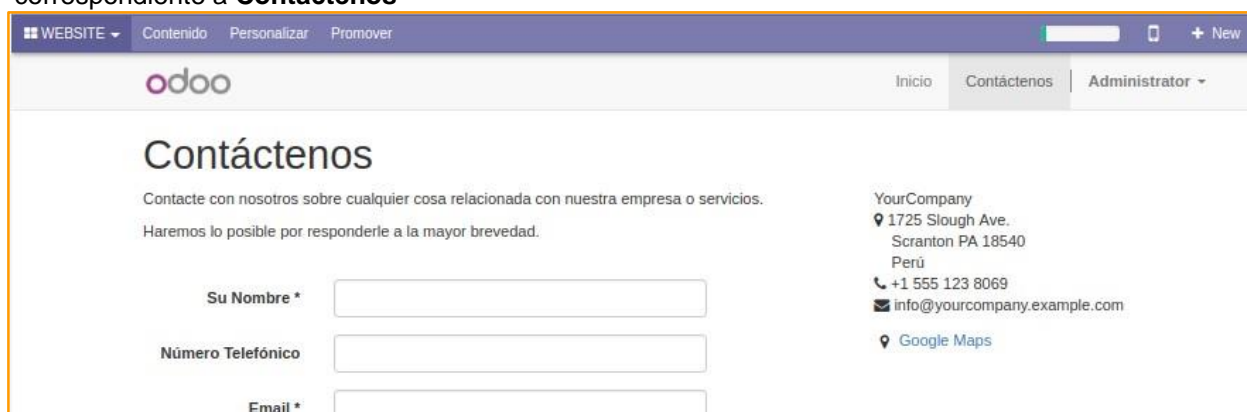 correspondiente a Contáctenos
WEBSITE Contenido Personalizar Promover + New
odoo Inicio Contáctenos Administrator
Contáctenos
Contacte con nosotros sobre cualquier cosa relacionada con nuestra empresa o servicios.
Haremos lo posible por responderle a la mayor brevedad.
Su Nombre *
Número Telefónico
Email *
YourCompany
1725 Slough Ave.
Scranton PA 18540
Perú
+1 555 123 8069
info@yourcompany.example.com
Google Maps